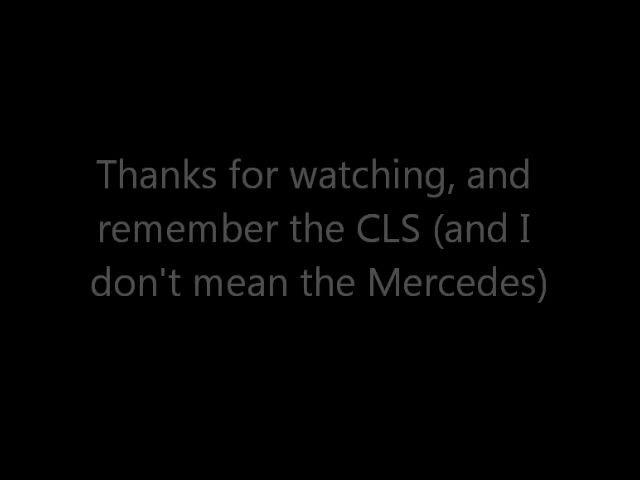 Thanks for watching, and
remember the CLS (and I
don't mean the Mercedes)